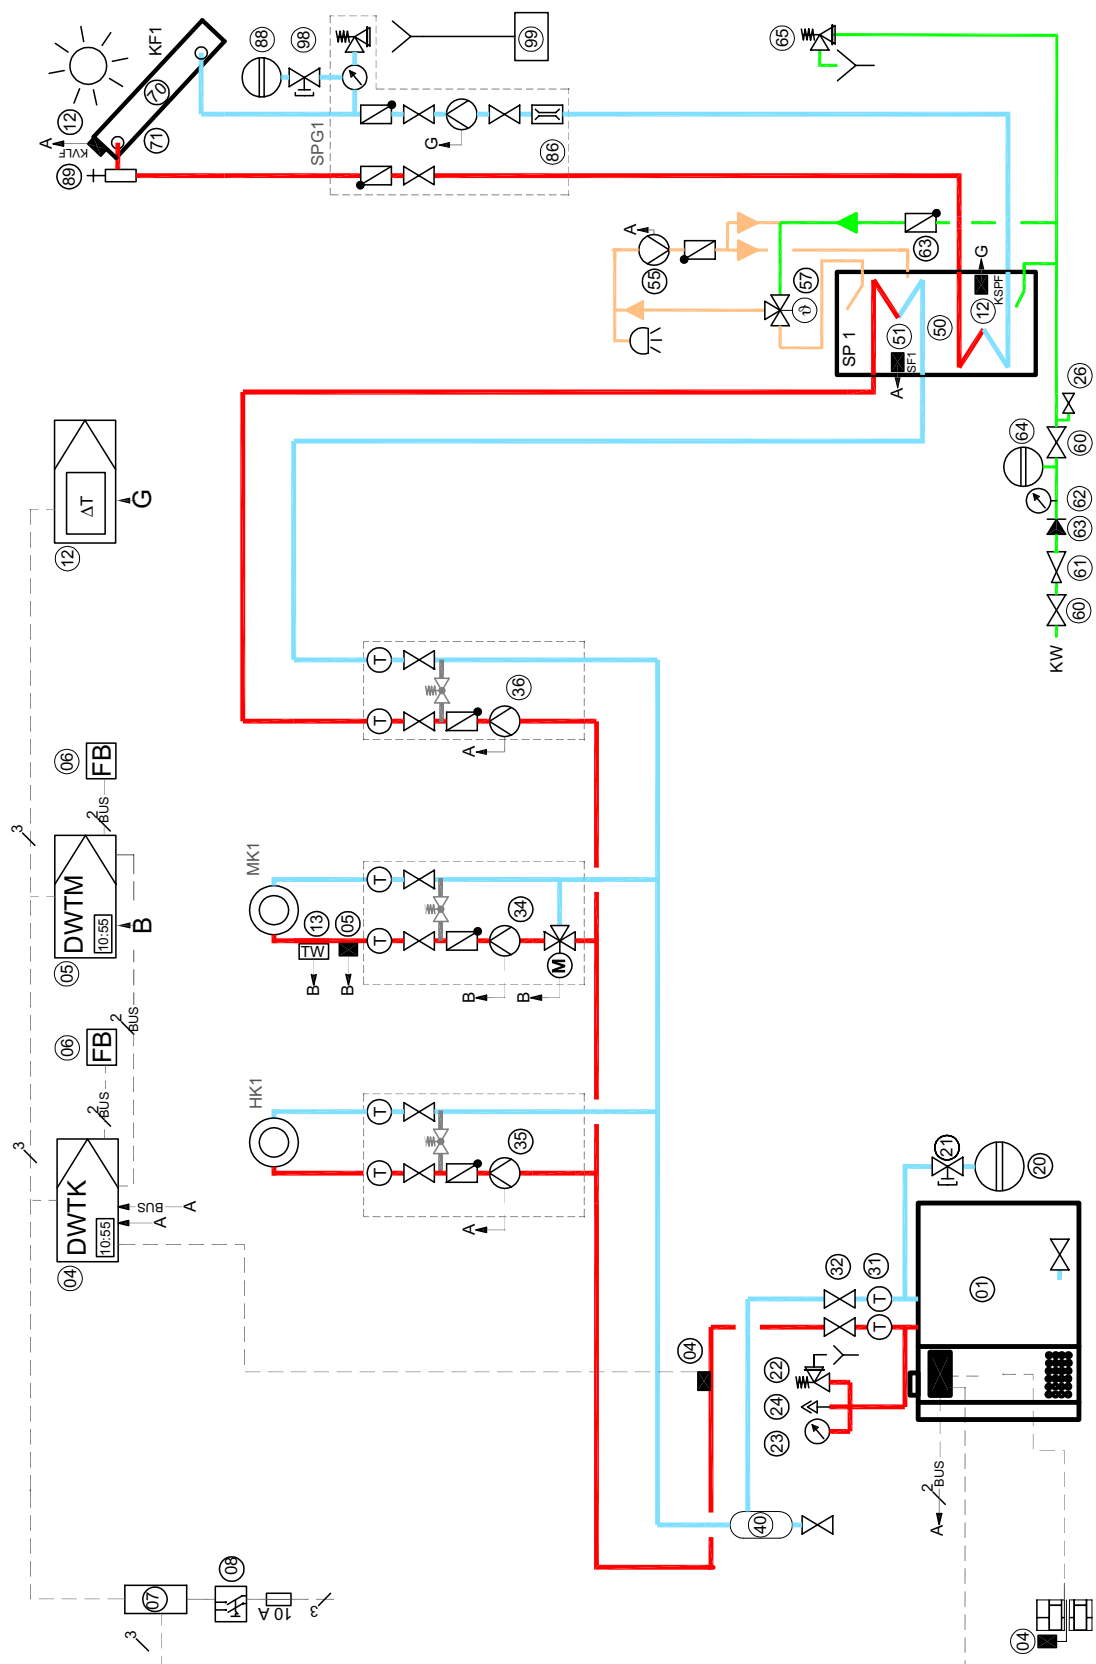 KF1
70
71
12
A
KVLF
89
88
98
99
SPG1
G
86
65
A
55
57
ϑ
63
SP 1
51
SF1
A
50
12
KSPF
G
26
60
64
62
63
61
60
KW
ΔT
12
G
3
06
FB
2
BUS
DWTM
10:55
05
B
2
BUS
06
FB
2
BUS
3
DWTK
10:55
04
A
BUS
A
T
T
36
A
MK1
13
TW
05
B
B
T
T
34
M
B
B
HK1
T
T
35
A
04
32
31
T
T
22
24
23
40
21
20
01
2
BUS
A
07
08
10 A
3
3
04